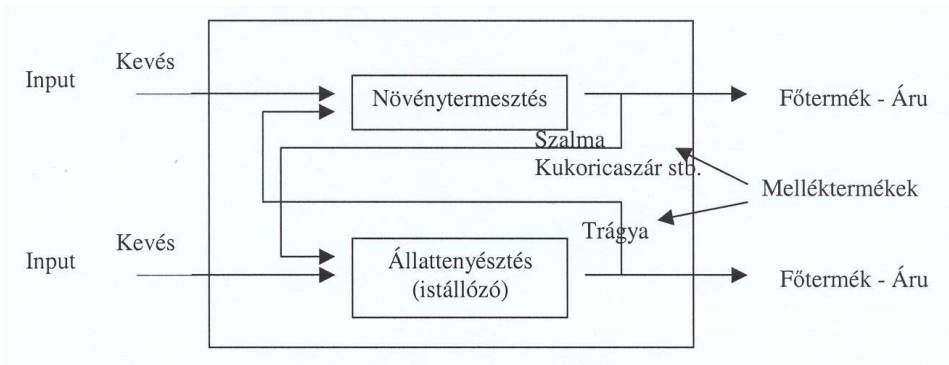 Kevés
Input
Növénytermesztés
Főtermék - Áru
Szalma
Kukoricaszár stb.
Melléktermékek
Trágya
Kevés
Input
Állattenyésztés
(istállózó)
Főtermék - Áru